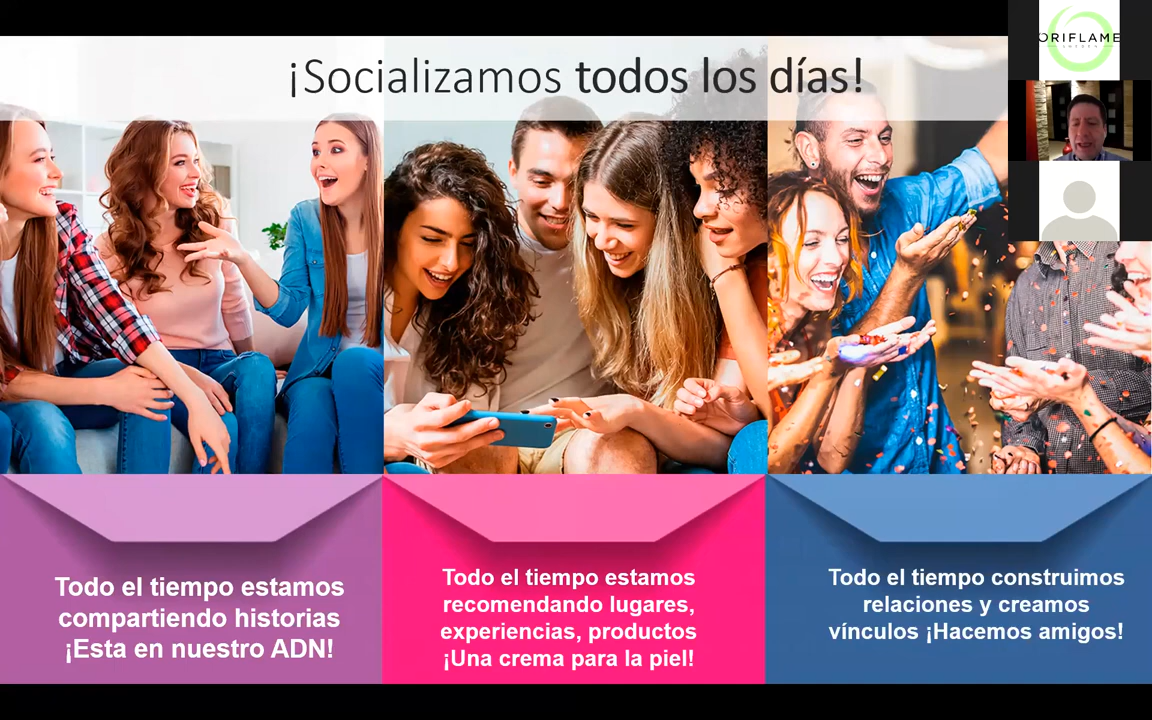 ¡Socializamos todos los días!
ORIFLAME
SWEDEN
Todo el tiempo estamos
compartiendo historias
¡Esta en nuestro ADN!
Todo el tiempo estamos
recomendando lugares,
experiencias, productos
¡Una crema para la piel!
Todo el tiempo construimos
relaciones y creamos
vínculos ¡Hacemos amigos!